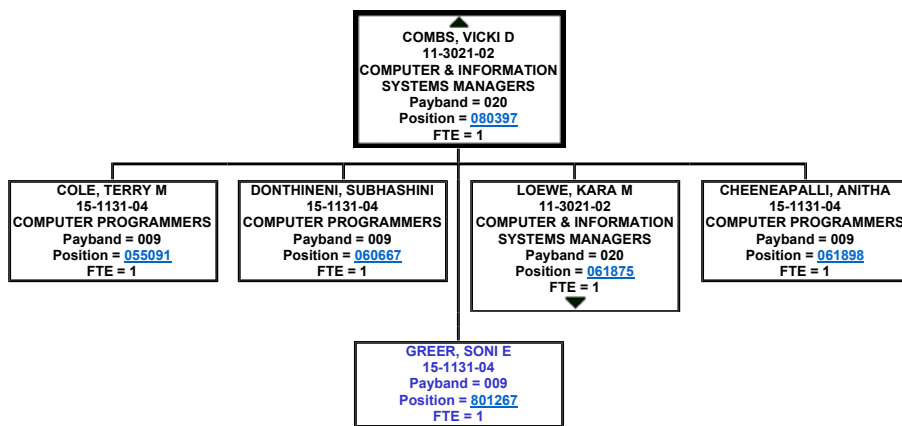 COMBS, VICKI D
11-3021-02
COMPUTER & INFORMATION
SYSTEMS MANAGERS
Payband = 020
Position = 080397
FTE = 1
COLE, TERRY M
15-1131-04
COMPUTER PROGRAMMERS
Payband = 009
Position = 055091
FTE = 1
DONTHINENI, SUBHASHINI
15-1131-04
COMPUTER PROGRAMMERS
Payband = 009
Position = 060667
FTE = 1
LOEWE, KARA M
11-3021-02
COMPUTER & INFORMATION
SYSTEMS MANAGERS
Payband = 020
Position = 061875
FTE = 1
CHEENEAPALLI, ANITHA
15-1131-04
COMPUTER PROGRAMMERS
Payband = 009
Position = 061898
FTE = 1
GREER, SONI E
15-1131-04
Payband = 009
Position = 801267
FTE = 1